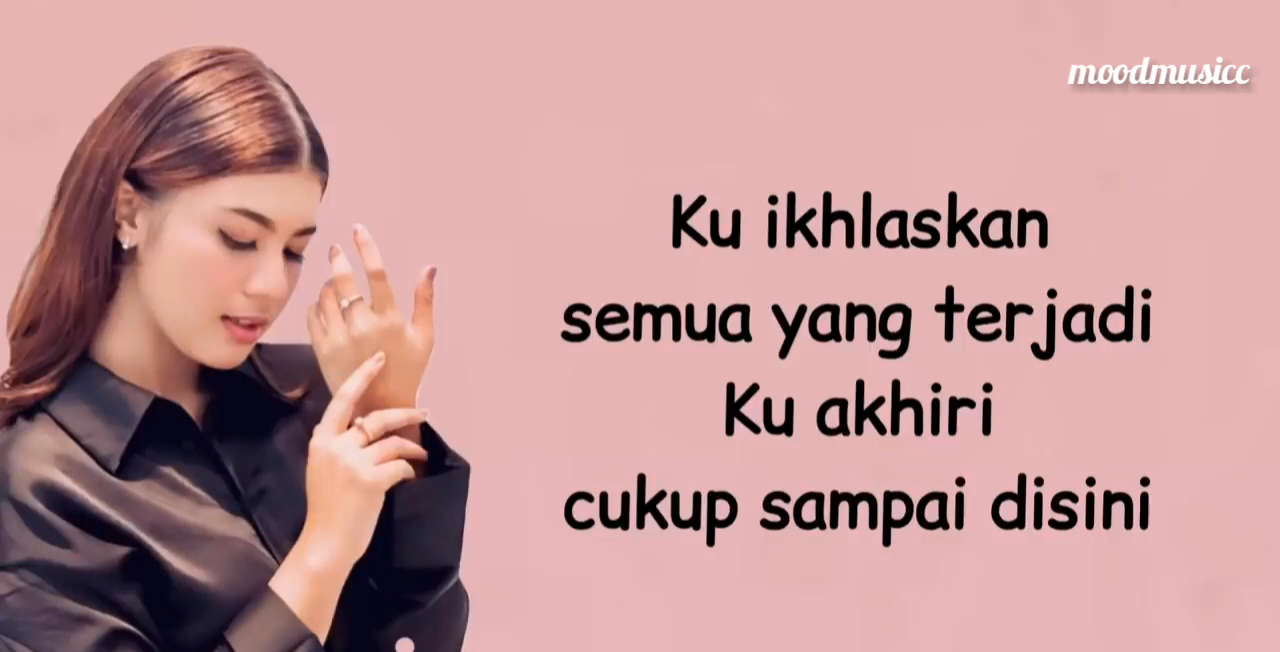 moodmusicc
Ku ikhlaskan
semua yang terjadi
Ku akhiri
cukup sampai disini